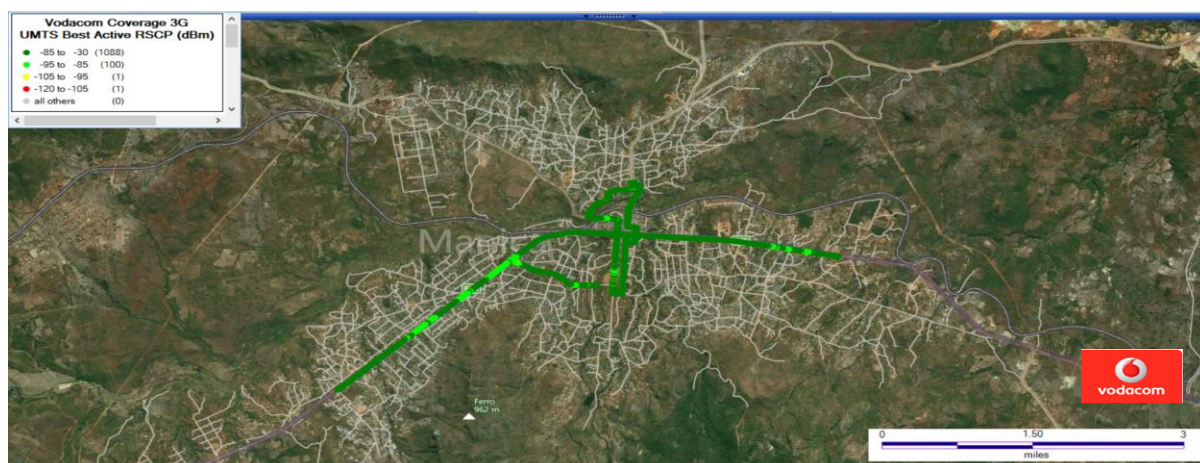 Vodacom Coverage 3G
UMTS Best Active RSCP (dBm)
-85 to -30 (1088)
-95 to -85 (100)
-105 to -95 (1)
-120 to -105 (1)
all others (0)
Ferro
962 m
vodacom
0 1.50 3
miles